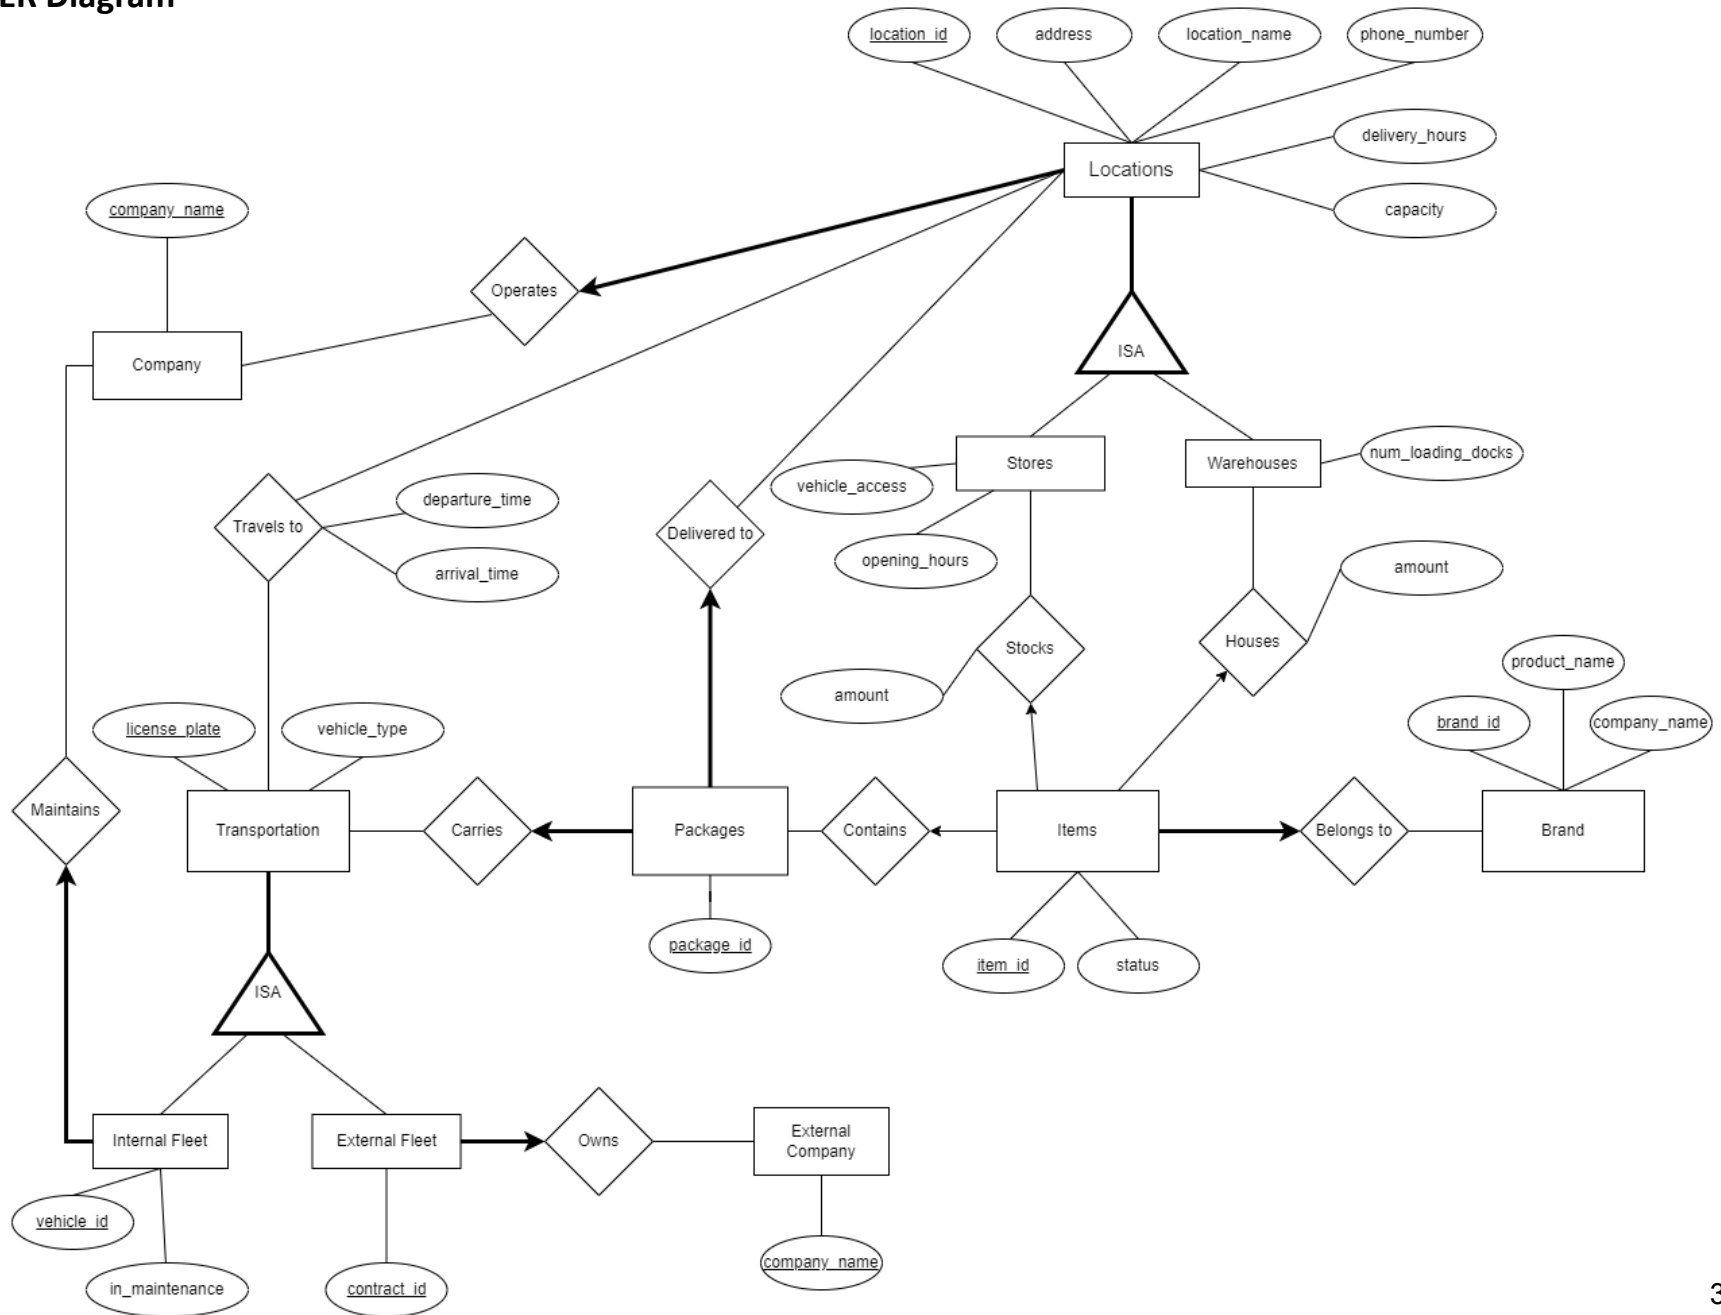 ER Diagram
location_id
address
location_name
phone_number
delivery_hours
Locations
capacity
company_name
Operates
Company
ISA
Stores
Warehouses
num_loading_docks
vehicle_access
departure_time
Travels to
Delivered to
opening_hours
arrival_time
amount
Stocks
Houses
product_name
amount
license_plate
vehicle_type
brand_id
company_name
Maintains
Transportation
Carries
Packages
Contains
Items
Belongs to
Brand
package_id
item_id
status
ISA
Internal Fleet
External Fleet
Owns
External
Company
vehicle_id
in_maintenance
contract_id
company_name
3